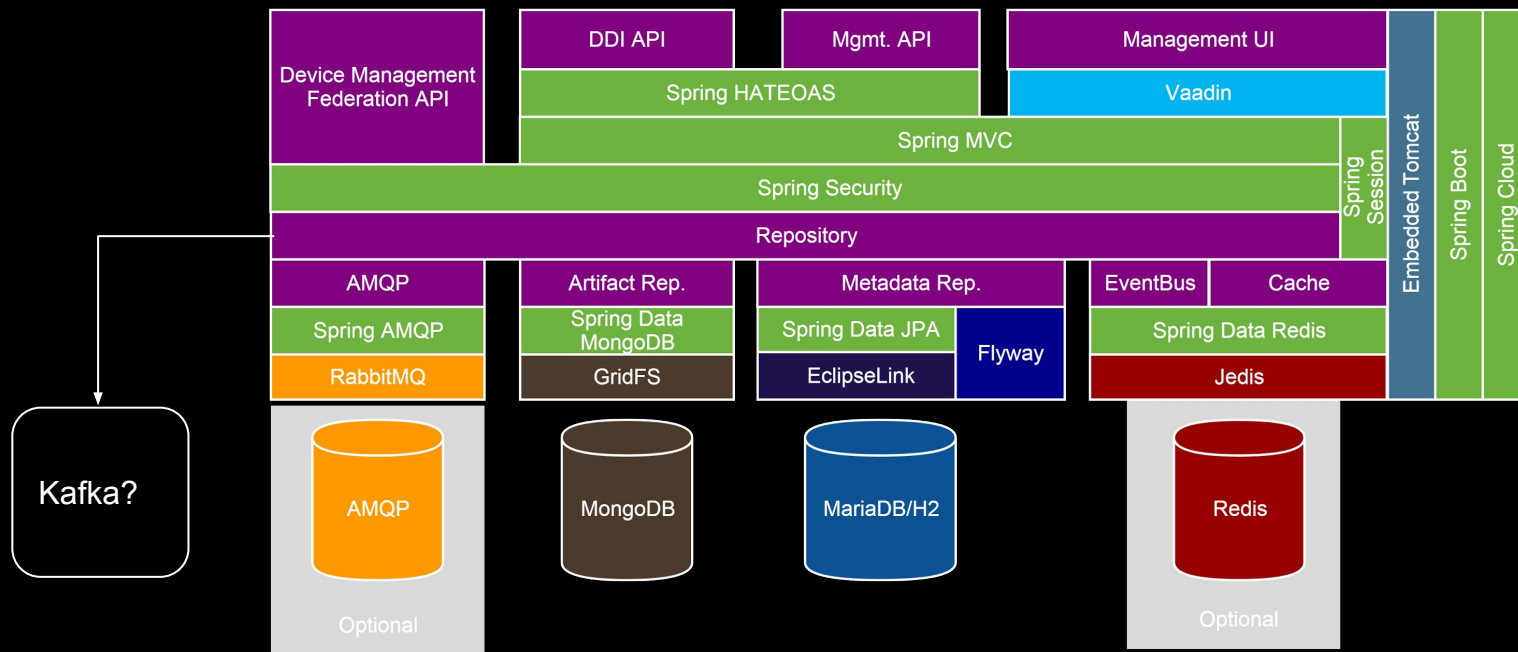 Device Management
Federation API
DDI API
Mgmt. API
Management UI
Spring HATEOAS
Vaadin
Spring MVC
Spring Security
Spring
Session
Embedded Tomcat
Spring Boot
Spring Cloud
Repository
AMQP
Artifact Rep.
Metadata Rep.
EventBus
Cache
Spring AMQP
Spring Data
MongoDB
Spring Data JPA
Flyway
Spring Data Redis
RabbitMQ
GridFS
EclipseLink
Jedis
Kafka?
AMQP
MongoDB
MariaDB/H2
Redis
Optional
Optional